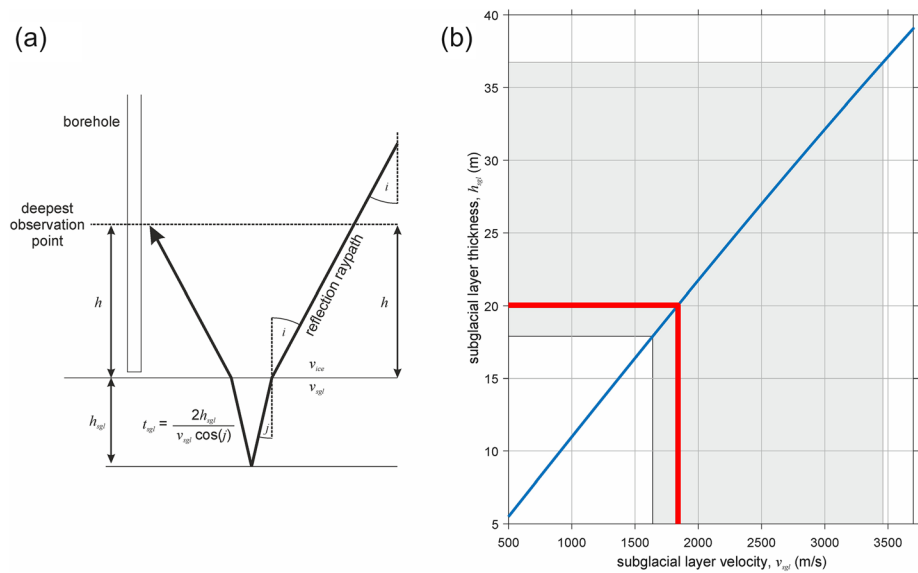 (a)
borehole
deepest
observation
point
h
h
i
i
reflection raypath
v_ice
v_sgl
h_sgl
t_sgl = 2h_sgl / v_sgl cos(j)
j
(b)
subglacial layer thickness, h_sgl (m)
40
35
30
25
20
15
10
5
500 1000 1500 2000 2500 3000 3500
subglacial layer velocity, v_sgl (m/s)